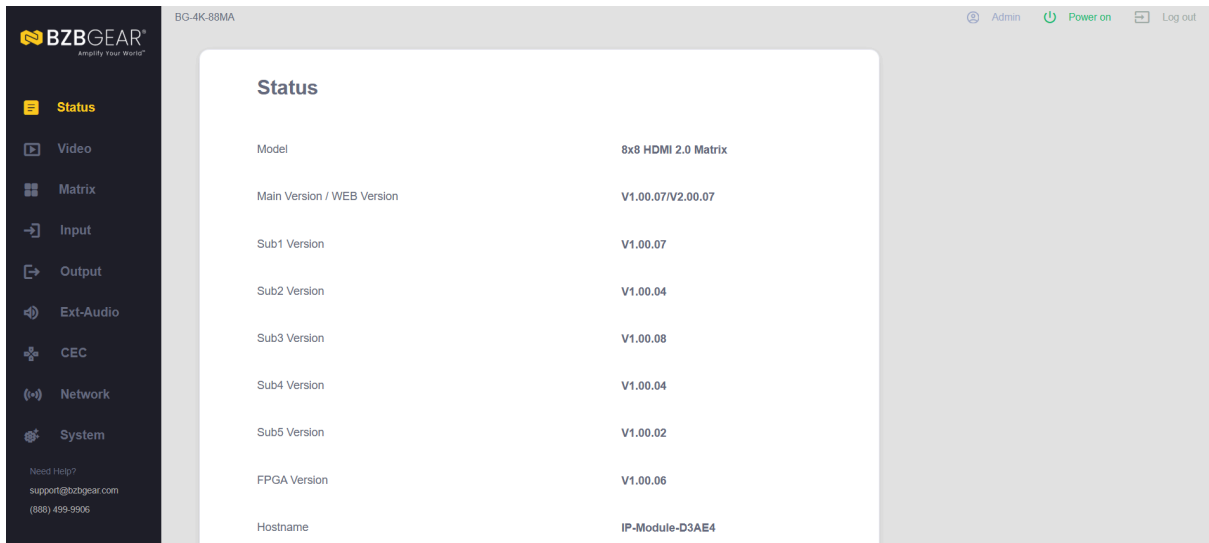 BZBGEAR®
Amplify Your World™
Status
Video
Matrix
Input
Output
Ext-Audio
CEC
Network
System
Need Help?
support@bzbgear.com
(888) 499-9906
BG-4K-88MA
Admin Power on Log out
Status
Model 8x8 HDMI 2.0 Matrix
Main Version / WEB Version V1.00.07/V2.00.07
Sub1 Version V1.00.07
Sub2 Version V1.00.04
Sub3 Version V1.00.08
Sub4 Version V1.00.04
Sub5 Version V1.00.02
FPGA Version V1.00.06
Hostname IP-Module-D3AE4